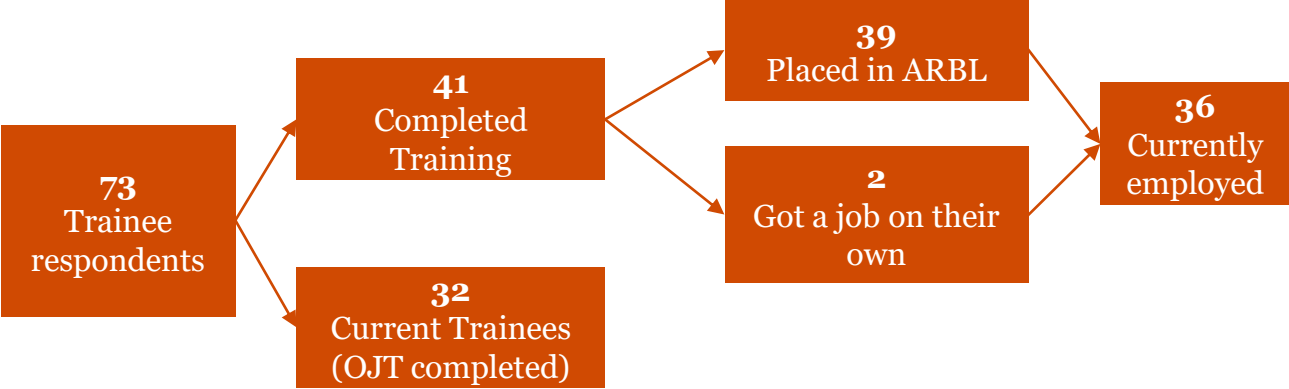 73
Trainee
respondents
41
Completed
Training
32
Current Trainees
(OJT completed)
39
Placed in ARBL
2
Got a job on their
own
36
Currently
employed